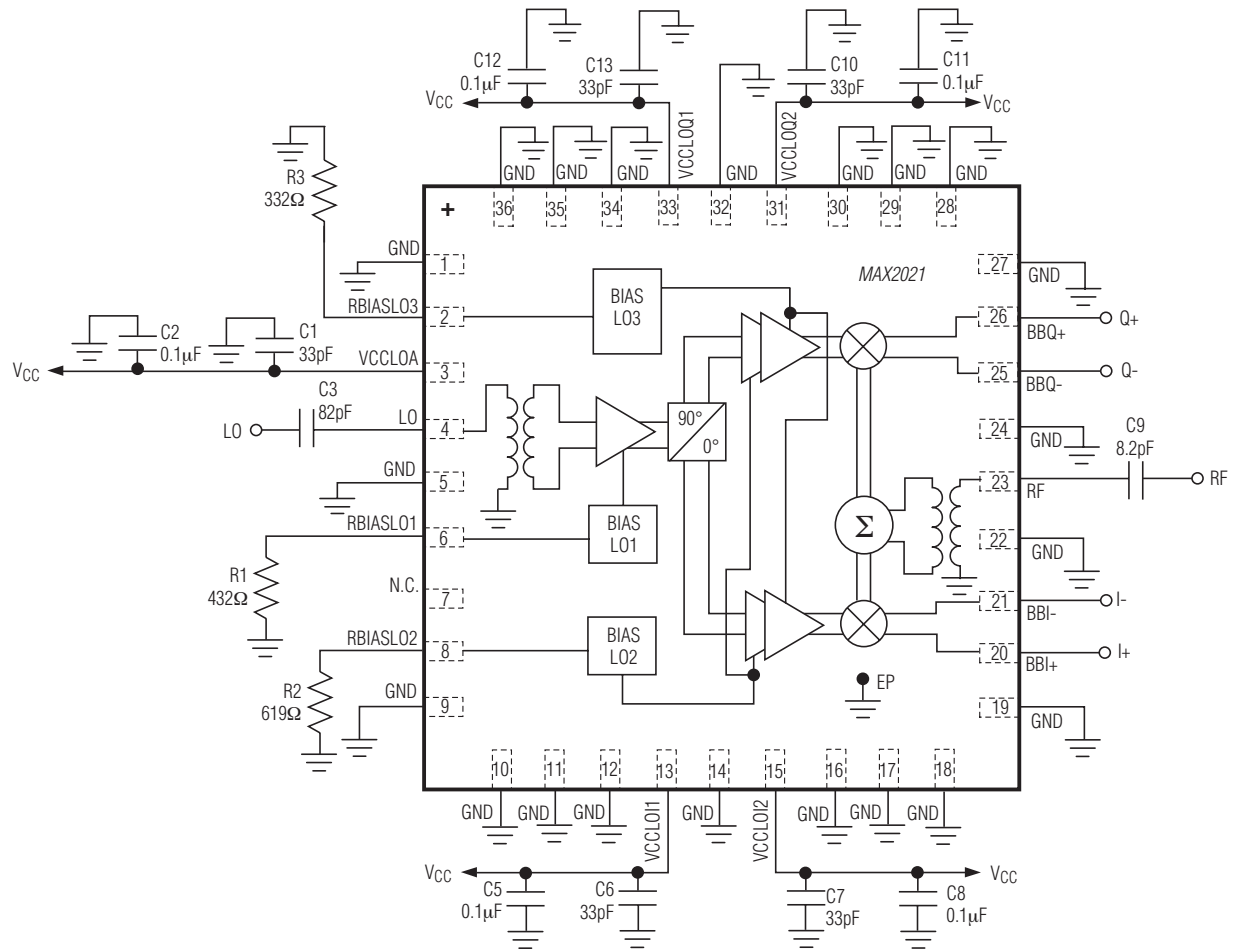 C12
0.1μF
C13
33pF
C10
33pF
C11
0.1μF
VCC
VCC
VCCLOQ1
VCCLOQ2
R3
332Ω
GND
GND
GND
GND
GND
GND
GND
+
36
35
34
33
32
31
30
29
28
MAX2021
GND
1
27
GND
RBIASLO3
2
BIAS
LO3
26
BBQ+
Q+
C2
0.1μF
C1
33pF
VCC
VCCLOA
3
25
BBQ-
Q-
C3
82pF
LO
LO
4
90°
0°
24
GND
C9
8.2pF
GND
5
23
RF
RF
RBIASLO1
6
BIAS
LO1
Σ
22
GND
R1
432Ω
N.C.
7
21
BBI-
I-
RBIASLO2
8
BIAS
LO2
20
BBI+
I+
R2
619Ω
GND
9
EP
19
GND
10
11
12
13
14
15
16
17
18
GND
GND
GND
VCCLOI1
GND
VCCLOI2
GND
GND
GND
VCC
C5
0.1μF
C6
33pF
C7
33pF
C8
0.1μF
VCC